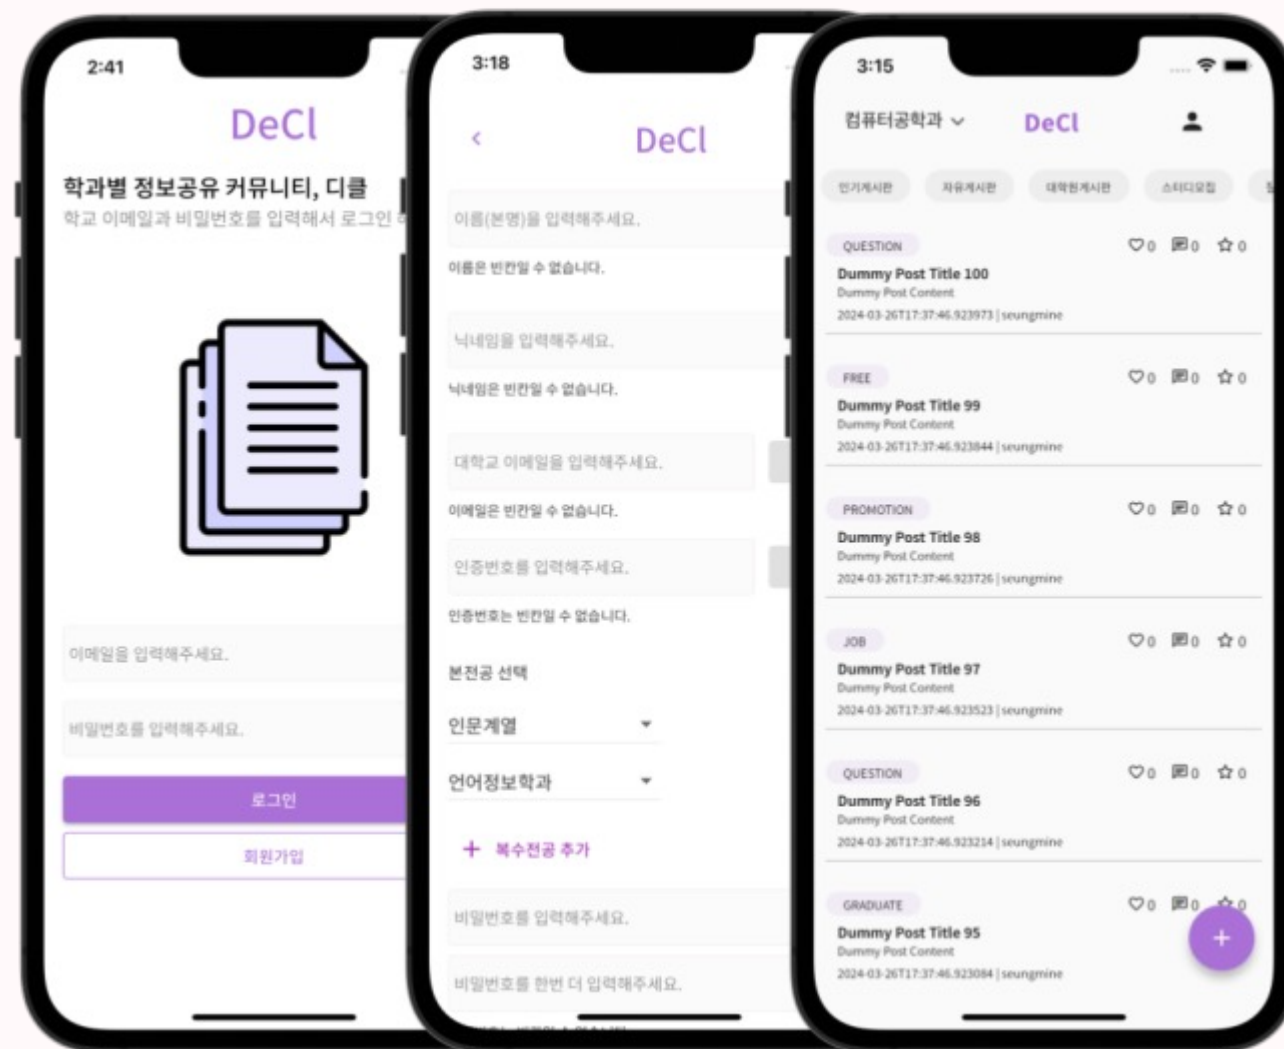 2:41
DeCl
학과별 정보공유 커뮤니티, 디클
학교 이메일과 비밀번호를 입력해서 로그인
이메일을 입력해주세요.
비밀번호를 입력해주세요.
로그인
회원가입
3:18
DeCl
이름(본명)을 입력해주세요.
이름은 빈칸일 수 없습니다.
닉네임을 입력해주세요.
닉네임은 빈칸일 수 없습니다.
대학교 이메일을 입력해주세요.
이메일은 빈칸일 수 없습니다.
인증번호를 입력해주세요.
인증번호는 빈칸일 수 없습니다.
본전공 선택
인문계열
언어정보학과
+ 복수전공 추가
비밀번호를 입력해주세요.
비밀번호를 한번 더 입력해주세요.
3:15
컴퓨터공학과 DeCl
인기게시판 자유게시판 대학원게시판 스터디모집
QUESTION 0 0 0
Dummy Post Title 100
Dummy Post Content
2024-03-26T17:37:46.923973 | seungmine
FREE 0 0 0
Dummy Post Title 99
Dummy Post Content
2024-03-26T17:37:46.923844 | seungmine
PROMOTION 0 0 0
Dummy Post Title 98
Dummy Post Content
2024-03-26T17:37:46.923726 | seungmine
JOB 0 0 0
Dummy Post Title 97
Dummy Post Content
2024-03-26T17:37:46.923523 | seungmine
QUESTION 0 0 0
Dummy Post Title 96
Dummy Post Content
2024-03-26T17:37:46.923214 | seungmine
GRADUATE 0 0 0
Dummy Post Title 95
Dummy Post Content
2024-03-26T17:37:46.923084 | seungmine
+